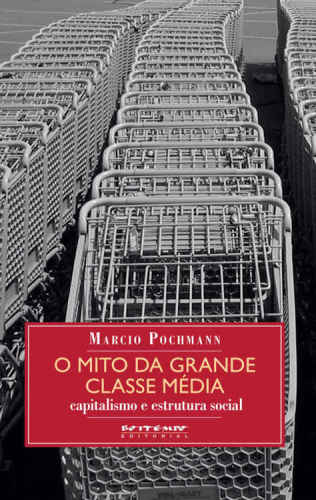 MARCIO POCHMANN
O MITO DA GRANDE
CLASSE MÉDIA
capitalismo e estrutura social
BOITEMPO
EDITORIAL